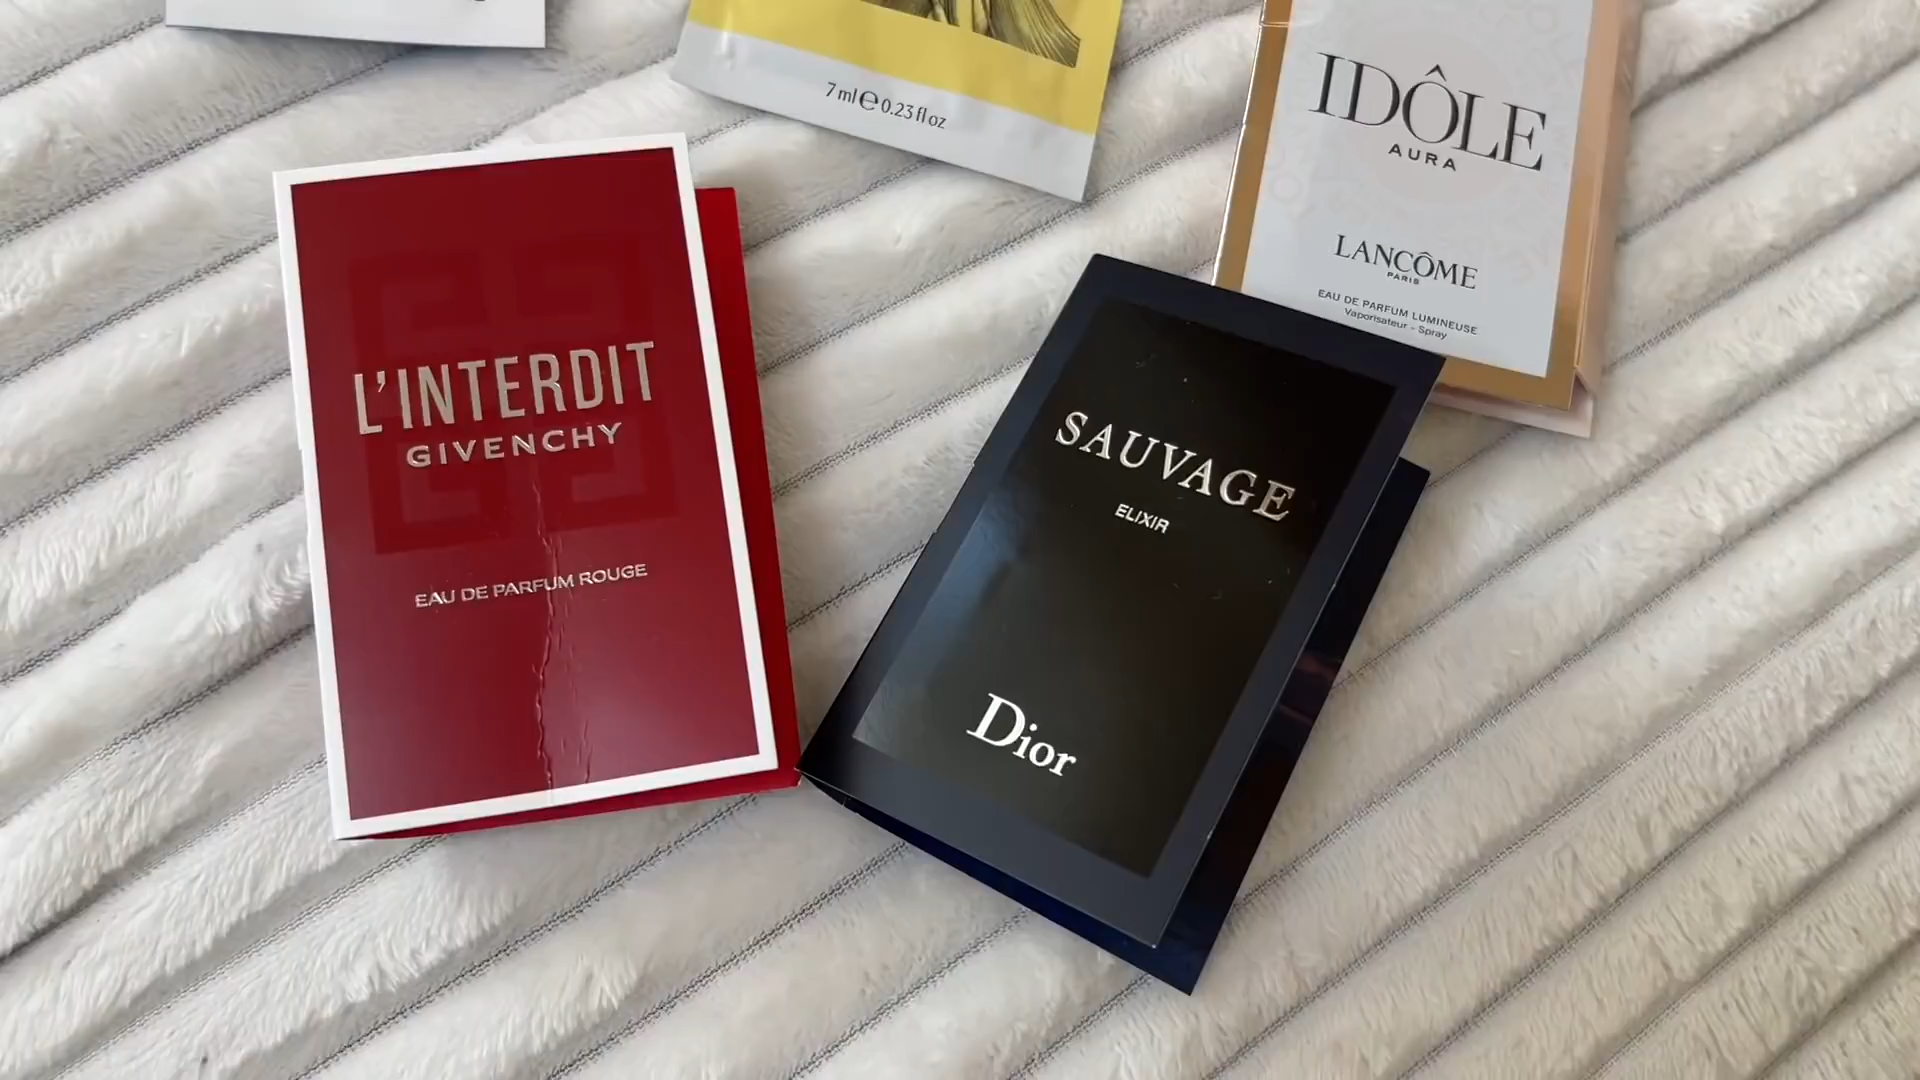 7 ml ℮ 0.23 fl oz
IDÔLE
AURA
LANCÔME
PARIS
EAU DE PARFUM LUMINEUSE
Vaporisateur - Spray
L'INTERDIT
GIVENCHY
EAU DE PARFUM ROUGE
SAUVAGE
ELIXIR
Dior